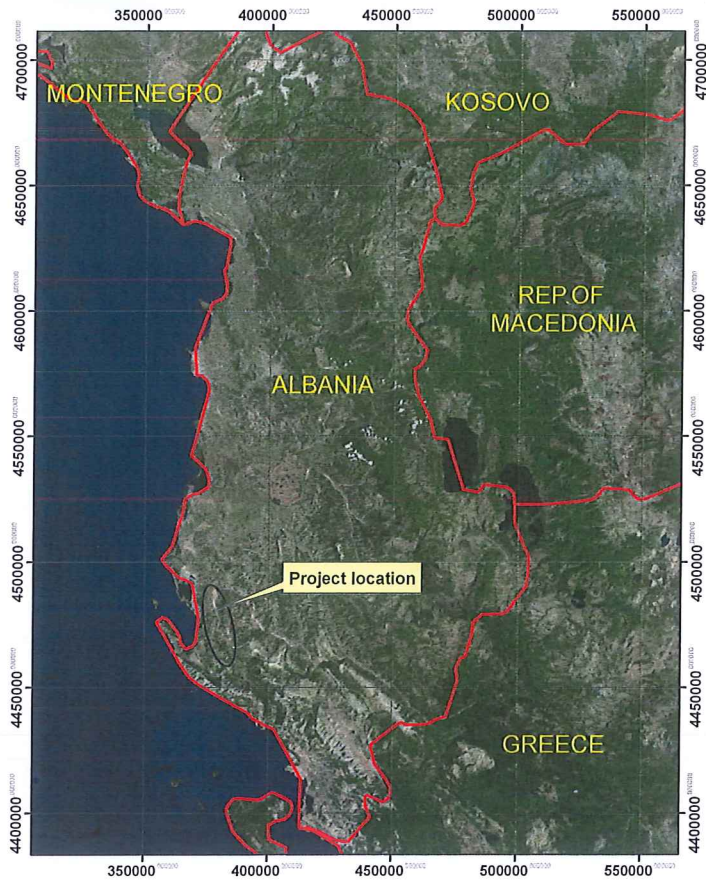 350000 400000 450000 500000 550000
4700000 4700000
MONTENEGRO
KOSOVO
4650000 4650000
REP.OF
MACEDONIA
4600000 4600000
ALBANIA
4550000 4550000
4500000 4500000
Project location
4450000 4450000
GREECE
4400000 4400000
350000 400000 450000 500000 550000